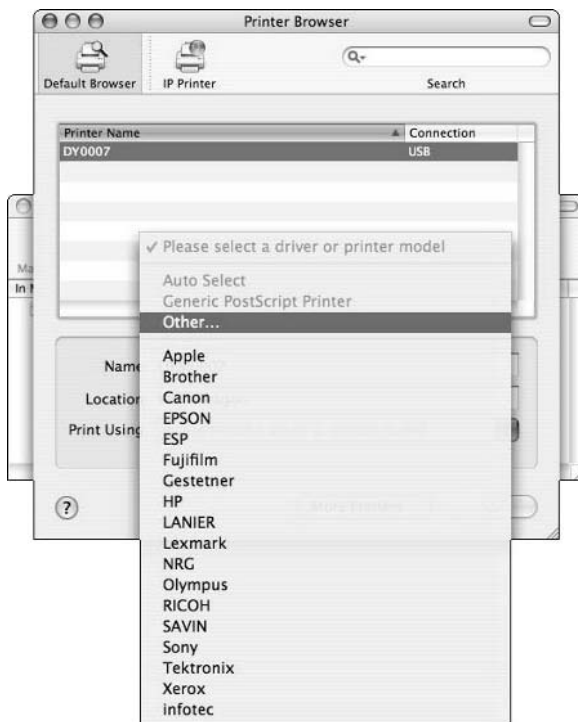 Printer Browser
Default Browser
IP Printer
Search
Printer Name
Connection
DY0007
USB
Ma
In M
✓ Please select a driver or printer model
Auto Select
Generic PostScript Printer
Other...
Apple
Brother
Canon
EPSON
ESP
Fujifilm
Gestetner
HP
LANIER
Lexmark
NRG
Olympus
RICOH
SAVIN
Sony
Tektronix
Xerox
infotec
Name
Location
Print Using
?
More Printers